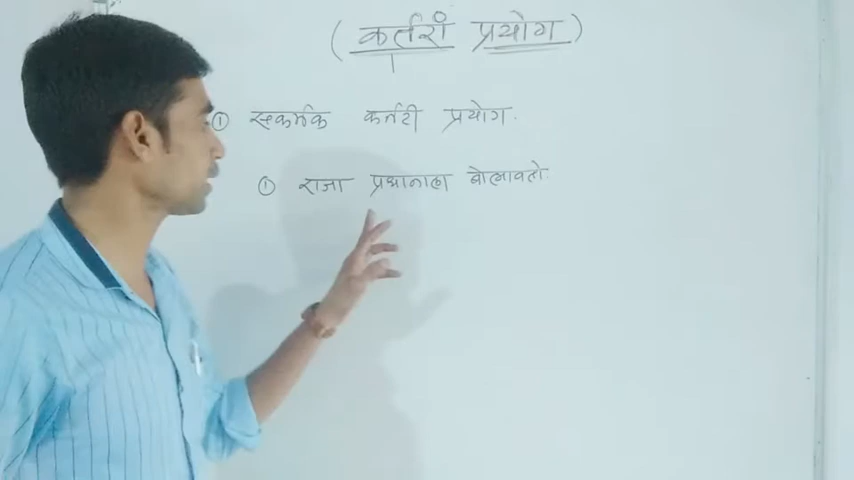 ( कर्तरी प्रयोग )
① सकर्मक कर्तरी प्रयोग.
① राजा प्रधानाला बोलावतो.